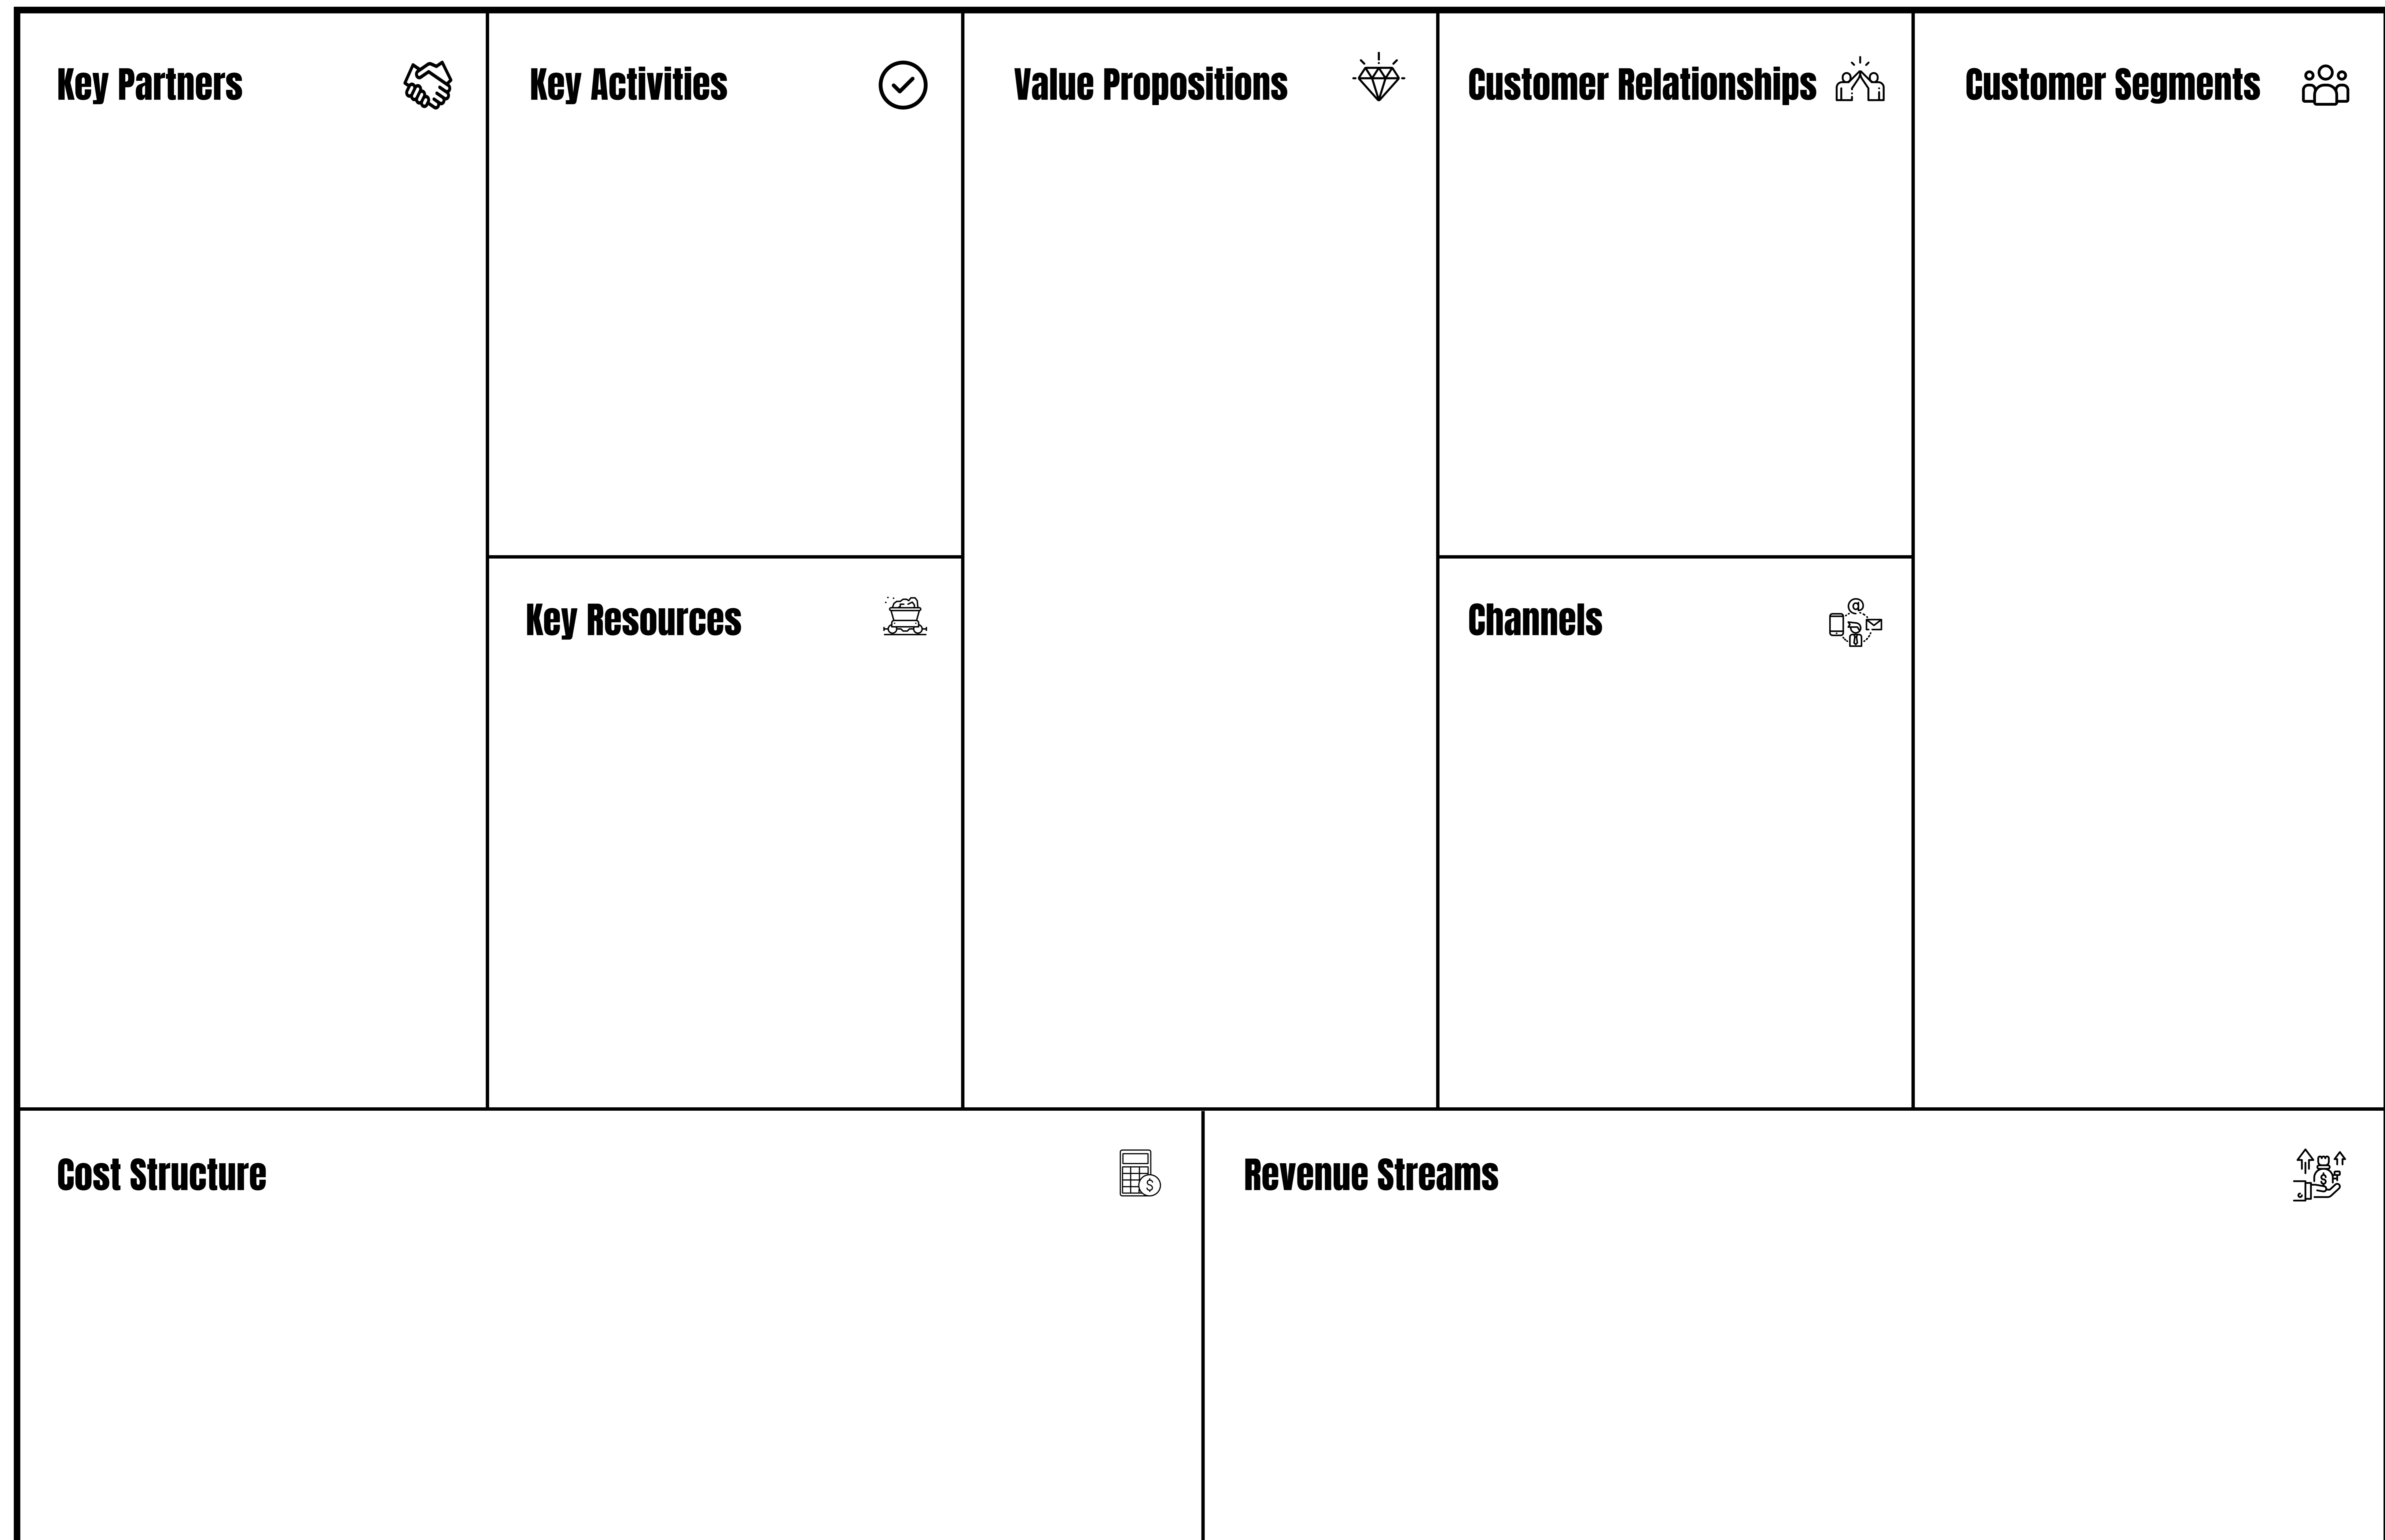 Key Partners
Key Activities
Value Propositions
Customer Relationships
Customer Segments
Key Resources
Channels
@
Cost Structure
$
Revenue Streams
$